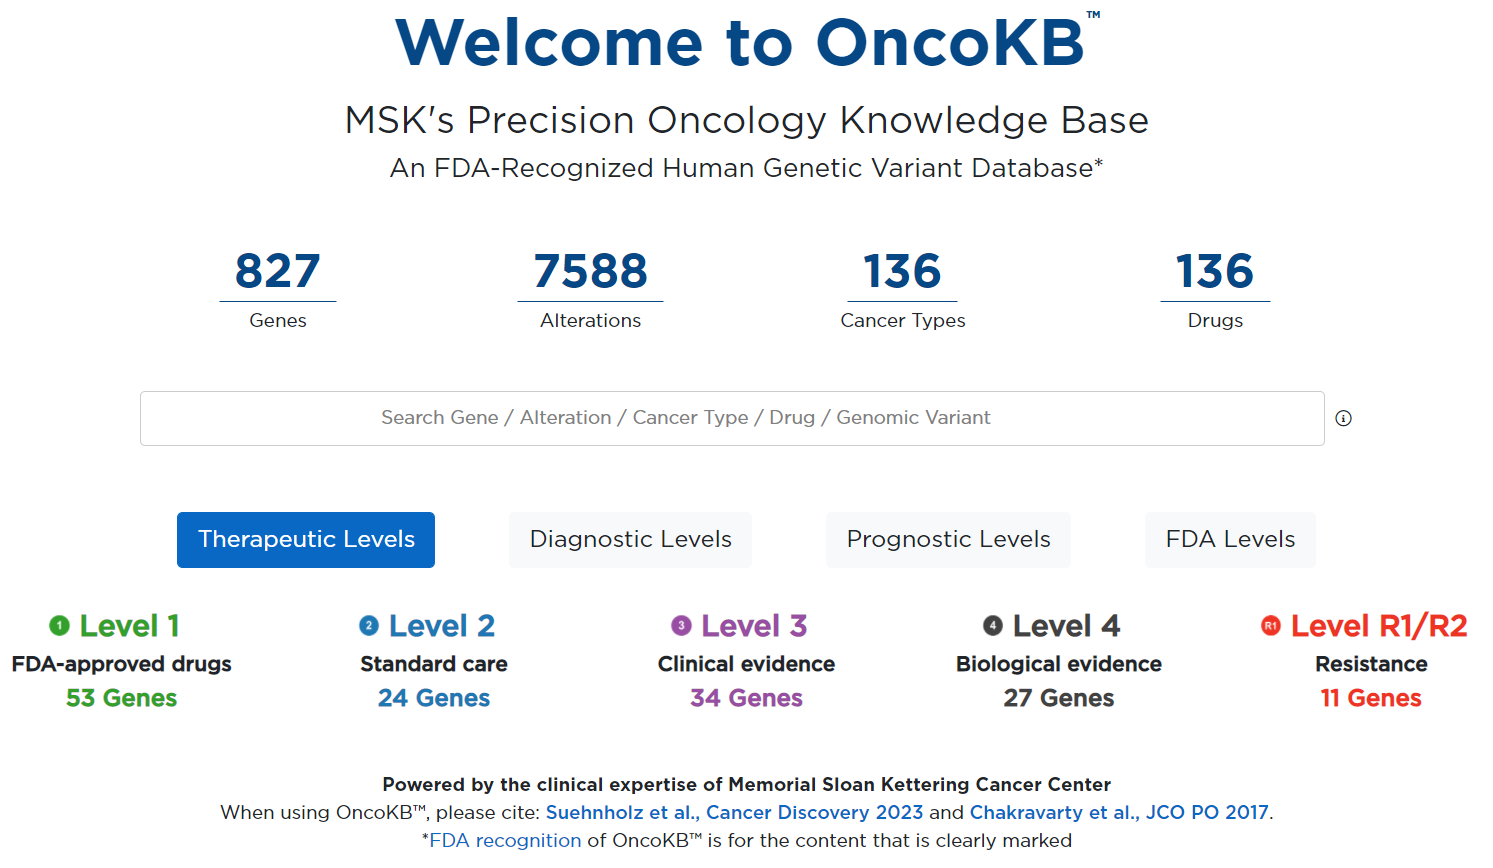 Welcome to OncoKB™
MSK's Precision Oncology Knowledge Base
An FDA-Recognized Human Genetic Variant Database*
827 7588 136 136
Genes Alterations Cancer Types Drugs
Search Gene / Alteration / Cancer Type / Drug / Genomic Variant
Therapeutic Levels Diagnostic Levels Prognostic Levels FDA Levels
1 Level 1 2 Level 2 3 Level 3 4 Level 4 R1 Level R1/R2
FDA-approved drugs Standard care Clinical evidence Biological evidence Resistance
53 Genes 24 Genes 34 Genes 27 Genes 11 Genes
Powered by the clinical expertise of Memorial Sloan Kettering Cancer Center
When using OncoKB™, please cite: Suehnholz et al., Cancer Discovery 2023 and Chakravarty et al., JCO PO 2017.
*FDA recognition of OncoKB™ is for the content that is clearly marked